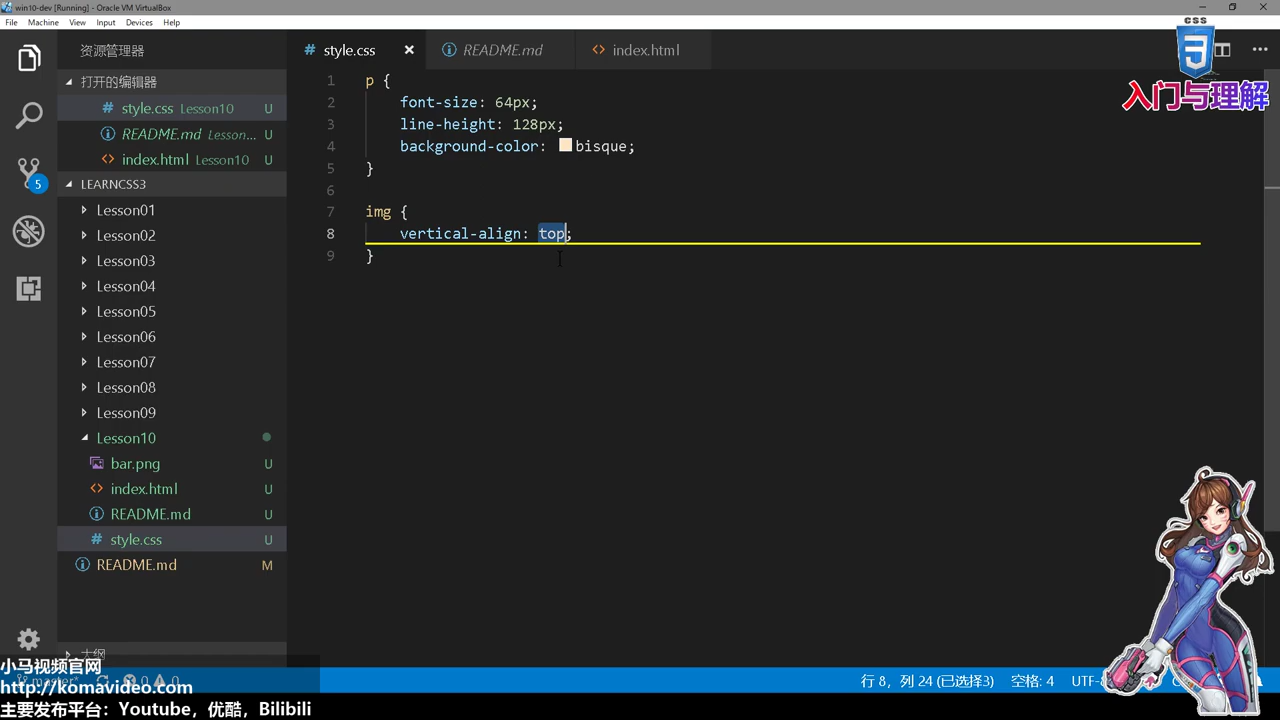 win10-dev [Running] - Oracle VM VirtualBox
File Machine View Input Devices Help
资源管理器
打开的编辑器
# style.css Lesson10 U
README.md Lesson... U
<> index.html Lesson10 U
LEARNCSS3
Lesson01
Lesson02
Lesson03
Lesson04
Lesson05
Lesson06
Lesson07
Lesson08
Lesson09
Lesson10
bar.png U
<> index.html U
README.md U
# style.css U
README.md M
大纲
5
# style.css
README.md
<> index.html
1 p {
2 font-size: 64px;
3 line-height: 128px;
4 background-color: bisque;
5 }
6
7 img {
8 vertical-align: top;
9 }
CSS
3
入门与理解
master*
0 0
行 8，列 24 (已选择3) 空格: 4
小马视频官网
http://komavideo.com
主要发布平台：Youtube，优酷，Bilibili